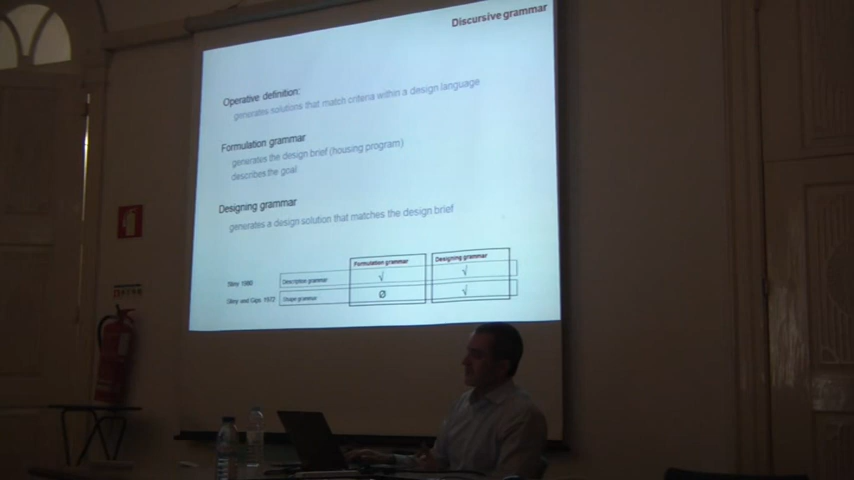 Discursive grammar
Operative definition:
generates solutions that match criteria within a design language
Formulation grammar
generates the design brief (housing program)
describes the goal
Designing grammar
generates a design solution that matches the design brief
Formulation grammar Designing grammar
Stiny 1980 Description grammar √ √
Stiny and Gips 1972 Shape grammar Ø √